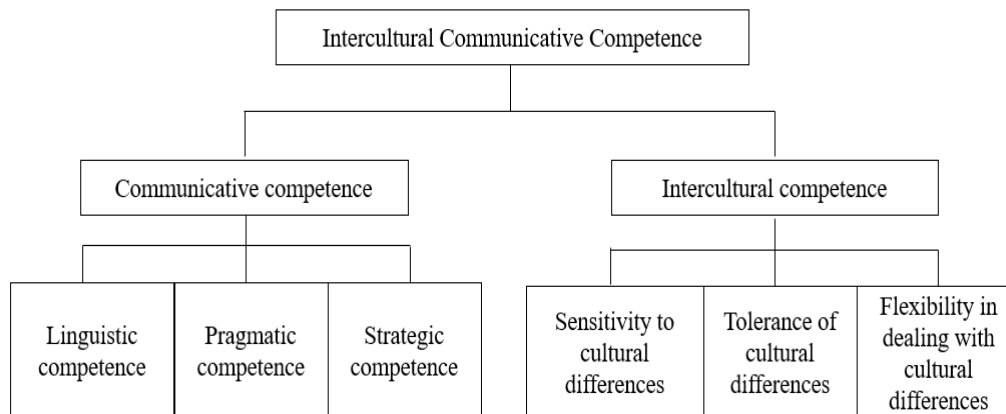 Intercultural Communicative Competence
Communicative competence
Intercultural competence
Linguistic
competence
Pragmatic
competence
Strategic
competence
Sensitivity to
cultural
differences
Tolerance of
cultural
differences
Flexibility in
dealing with
cultural
differences